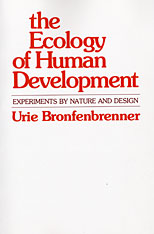 the
Ecology
of Human
Development
EXPERIMENTS BY NATURE AND DESIGN
Urie Bronfenbrenner